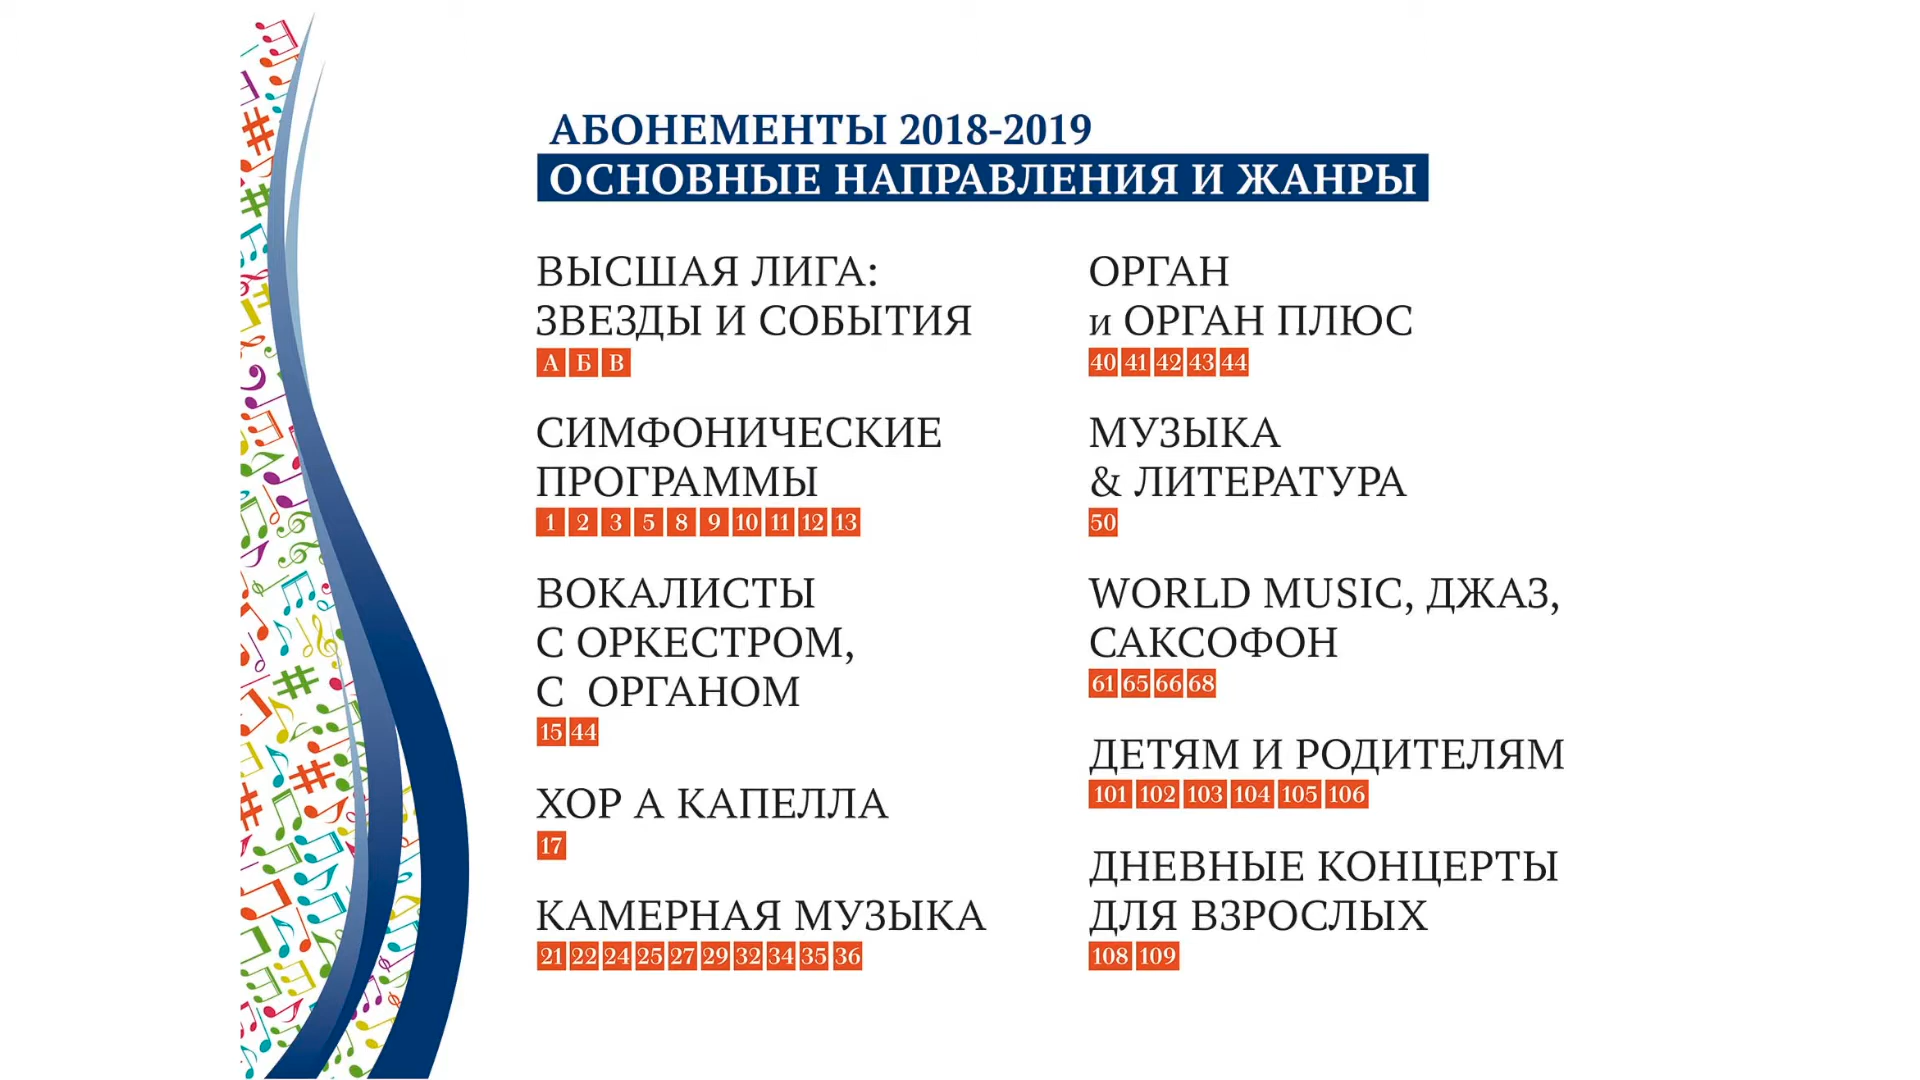 АБОНЕМЕНТЫ 2018-2019
ОСНОВНЫЕ НАПРАВЛЕНИЯ И ЖАНРЫ
ВЫСШАЯ ЛИГА:
ЗВЕЗДЫ И СОБЫТИЯ
А Б В
СИМФОНИЧЕСКИЕ
ПРОГРАММЫ
1 2 3 5 8 9 10 11 12 13
ВОКАЛИСТЫ
С ОРКЕСТРОМ,
С ОРГАНОМ
15 44
ХОР А КАПЕЛЛА
17
КАМЕРНАЯ МУЗЫКА
21 22 24 25 27 29 32 34 35 36
ОРГАН
и ОРГАН ПЛЮС
40 41 42 43 44
МУЗЫКА
& ЛИТЕРАТУРА
50
WORLD MUSIC, ДЖАЗ,
САКСОФОН
61 65 66 68
ДЕТЯМ И РОДИТЕЛЯМ
101 102 103 104 105 106
ДНЕВНЫЕ КОНЦЕРТЫ
ДЛЯ ВЗРОСЛЫХ
108 109